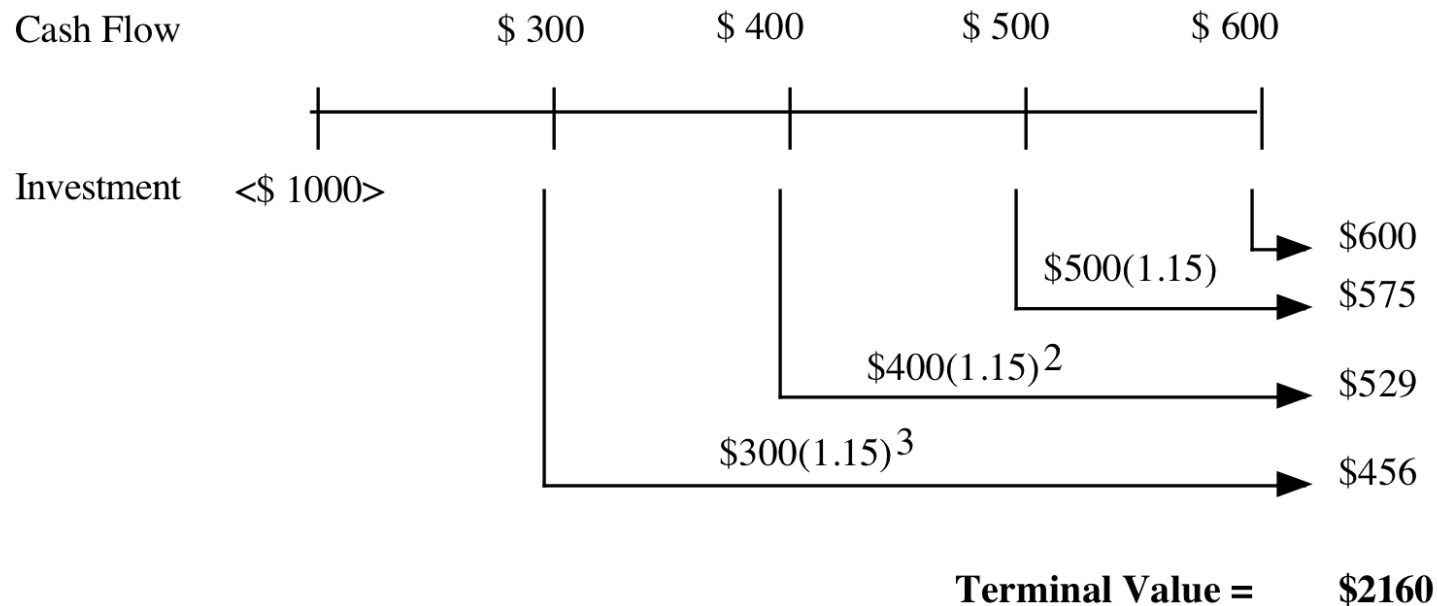 Cash Flow $ 300 $ 400 $ 500 $ 600
Investment <$ 1000>
$600
$500(1.15)
$575
$400(1.15)2
$529
$300(1.15)3
$456
Terminal Value = $2160